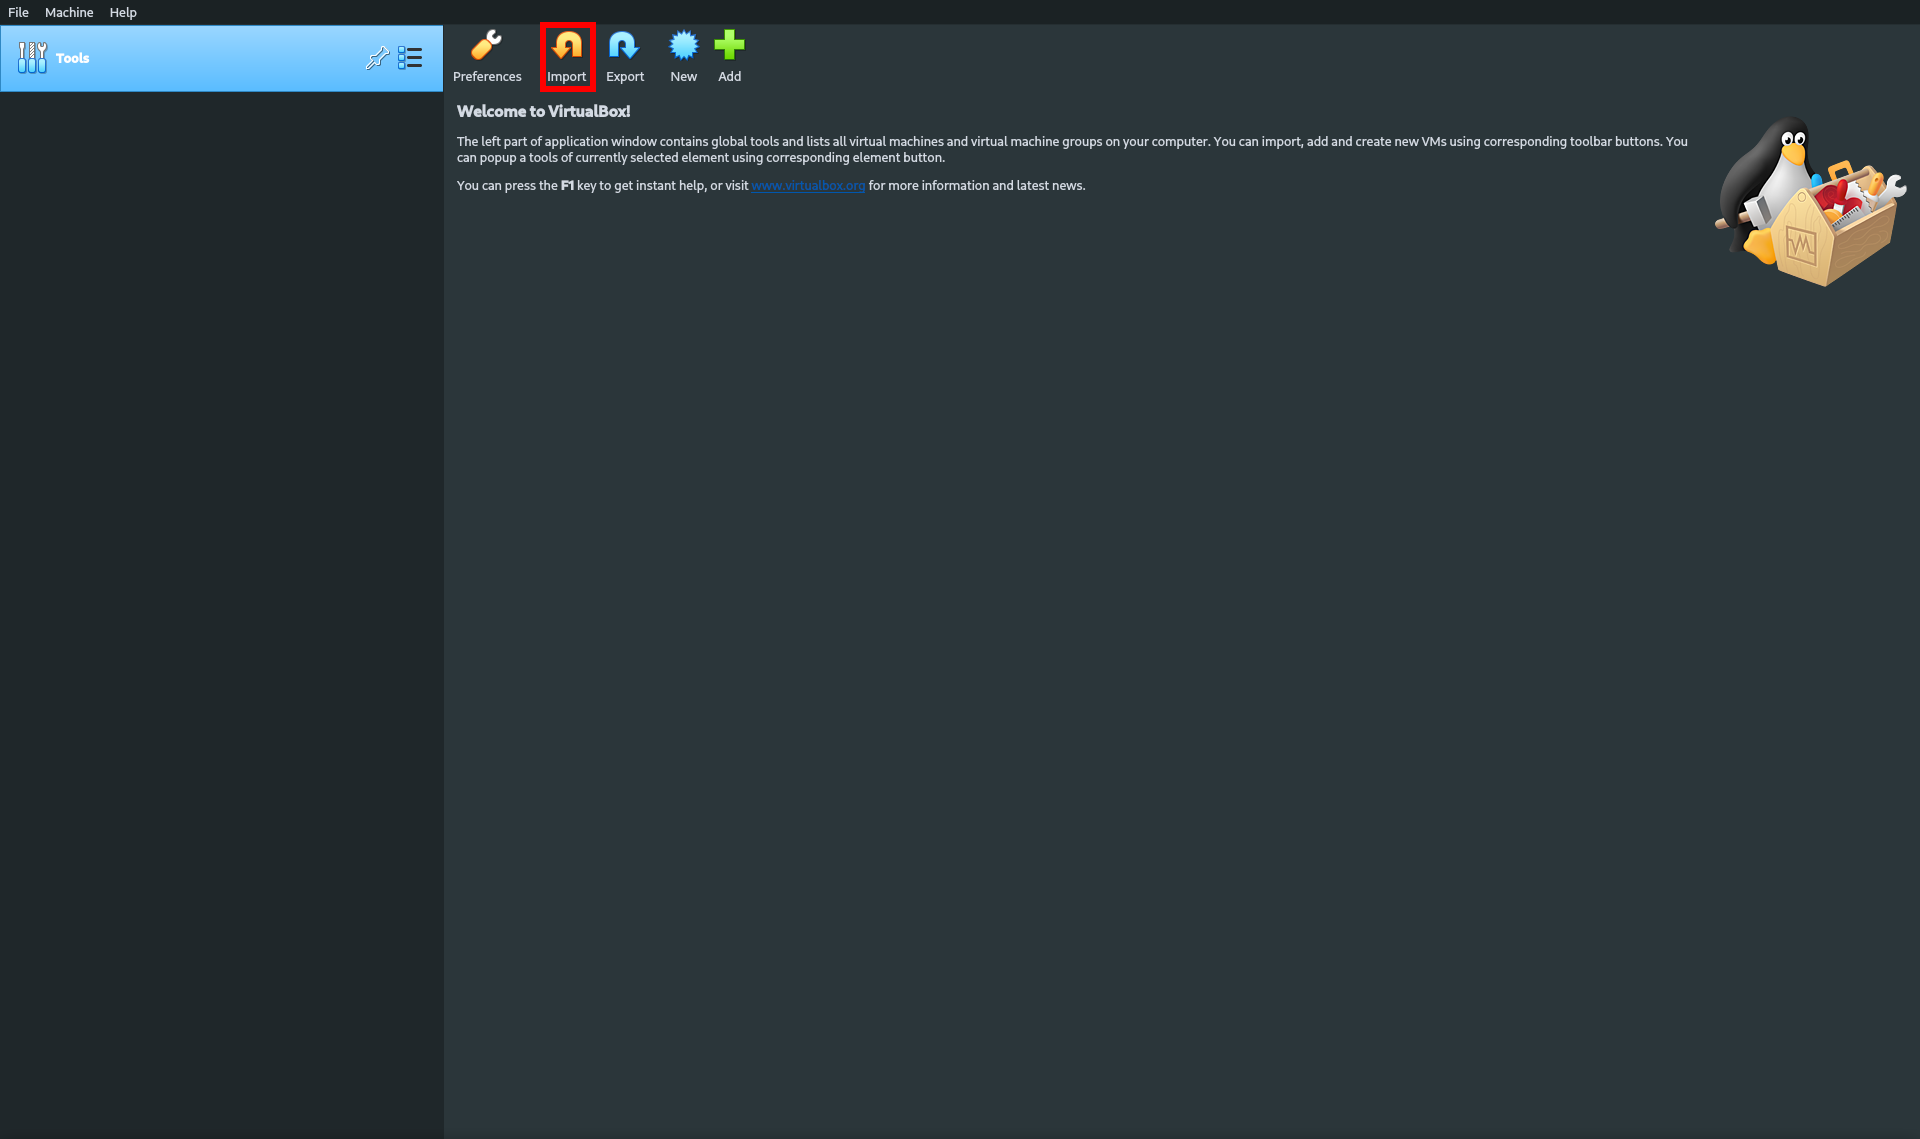 File Machine Help
Tools
Preferences Import Export New Add
Welcome to VirtualBox!
The left part of application window contains global tools and lists all virtual machines and virtual machine groups on your computer. You can import, add and create new VMs using corresponding toolbar buttons. You
can popup a tools of currently selected element using corresponding element button.
You can press the F1 key to get instant help, or visit www.virtualbox.org for more information and latest news.